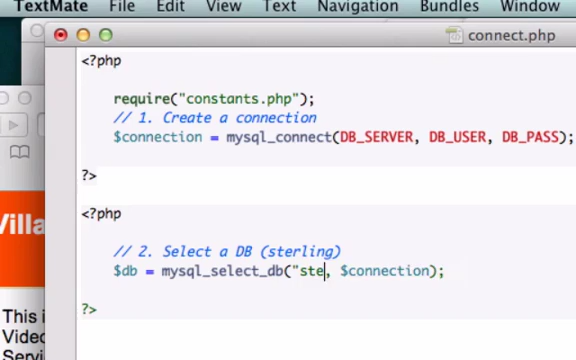 TextMate File Edit View Text Navigation Bundles Window
connect.php
<?php
require("constants.php");
// 1. Create a connection
$connection = mysql_connect(DB_SERVER, DB_USER, DB_PASS);
?>
<?php
// 2. Select a DB (sterling)
$db = mysql_select_db("ste, $connection);
?>
Villa
This i
Video
Servi